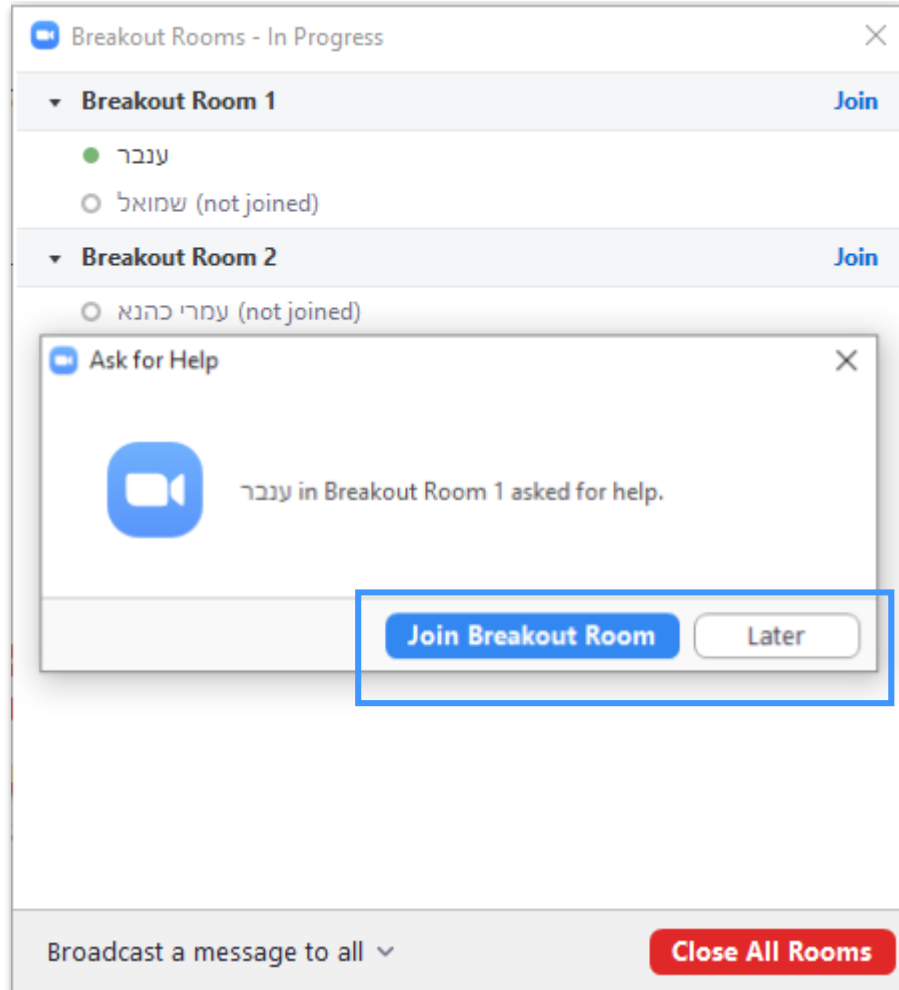 Breakout Rooms - In Progress
Breakout Room 1 Join
ענבר
שמואל (not joined)
Breakout Room 2 Join
עמרי כהנא (not joined)
Ask for Help
ענבר in Breakout Room 1 asked for help.
Join Breakout Room Later
Broadcast a message to all Close All Rooms